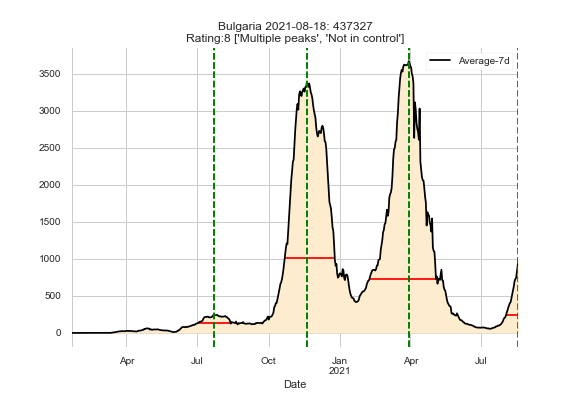 Bulgaria 2021-08-18: 437327
Rating:8 ['Multiple peaks', 'Not in control']
Average-7d
3500
3000
2500
2000
1500
1000
500
0
Apr
Jul
Oct
Jan
2021
Apr
Jul
Date